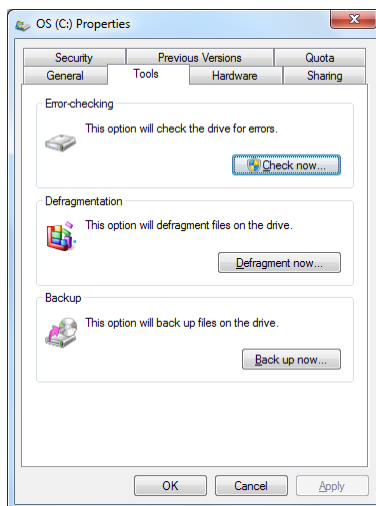 OS (C:) Properties
Security Previous Versions Quota
General Tools Hardware Sharing
Error-checking
This option will check the drive for errors.
Check now...
Defragmentation
This option will defragment files on the drive.
Defragment now...
Backup
This option will back up files on the drive.
Back up now...
OK Cancel Apply